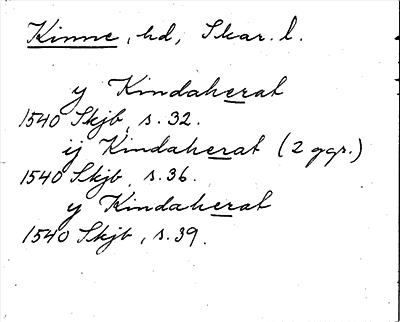 Kinne, hd, Skar. l.
y Kindaherat
1540 Skjb, s. 32.
ij Kindaherat (2 ggr.)
1540 Skjb, s. 36.
y Kindaherat
1540 Skjb, s. 39.